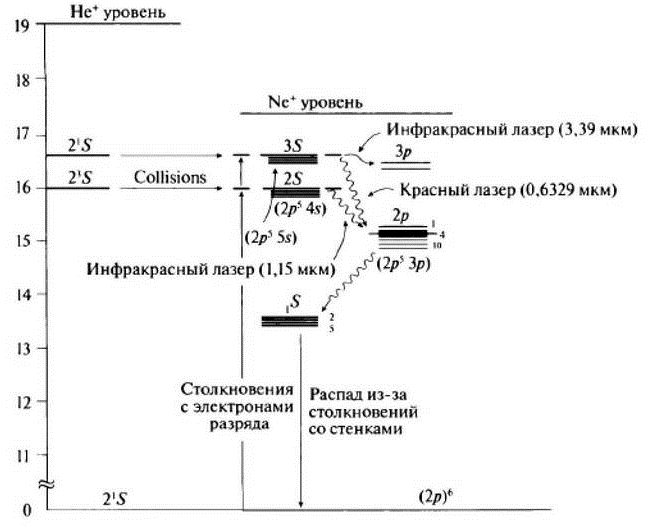 He⁺ уровень
19
18
Ne⁺ уровень
17
Инфракрасный лазер (3,39 мкм)
2¹S
3S
3p
16
2¹S
Collisions
2S
Красный лазер (0,6329 мкм)
(2p⁵ 4s)
2p
1
4
10
15
(2p⁵ 5s)
(2p⁵ 3p)
Инфракрасный лазер (1,15 мкм)
14
₁S
2
5
13
12
Столкновения
с электронами
разряда
Распад из-за
столкновений
со стенками
11
0
2¹S
(2p)⁶